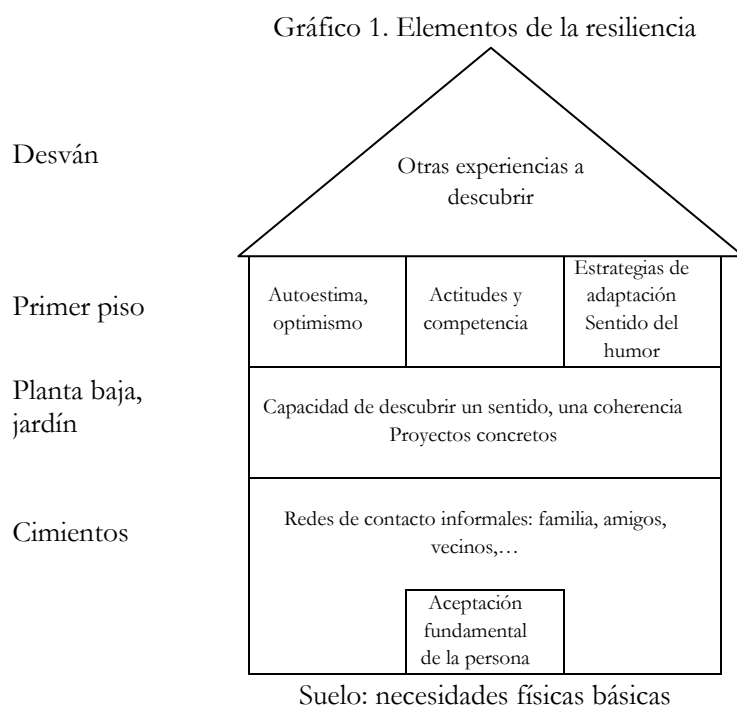 Gráfico 1. Elementos de la resiliencia
Desván
Otras experiencias a
descubrir
Primer piso
Autoestima,
optimismo
Actitudes y
competencia
Estrategias de
adaptación
Sentido del
humor
Planta baja,
jardín
Capacidad de descubrir un sentido, una coherencia
Proyectos concretos
Cimientos
Redes de contacto informales: familia, amigos,
vecinos,…
Aceptación
fundamental
de la persona
Suelo: necesidades físicas básicas